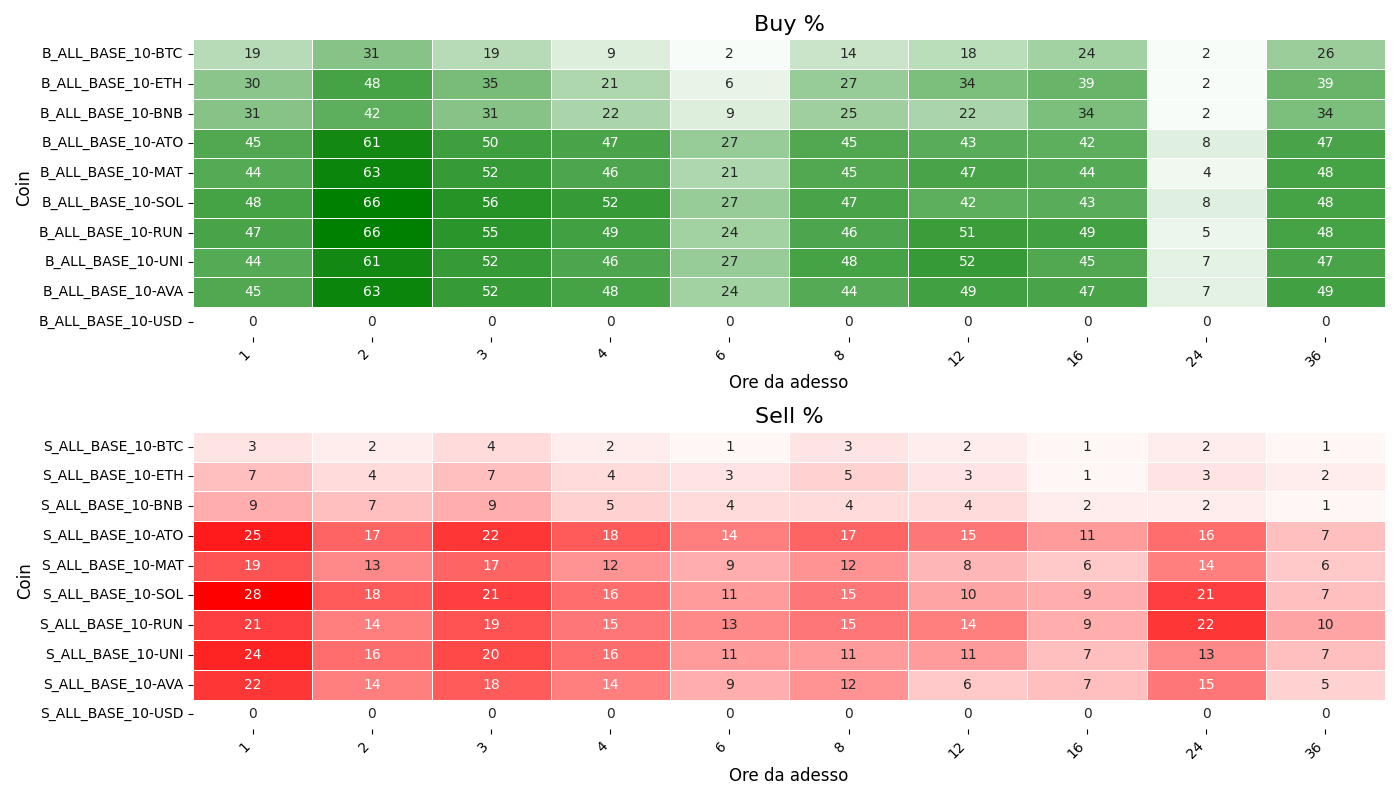 Buy %
Coin
B_ALL_BASE_10-BTC 19 31 19 9 2 14 18 24 2 26
B_ALL_BASE_10-ETH 30 48 35 21 6 27 34 39 2 39
B_ALL_BASE_10-BNB 31 42 31 22 9 25 22 34 2 34
B_ALL_BASE_10-ATO 45 61 50 47 27 45 43 42 8 47
B_ALL_BASE_10-MAT 44 63 52 46 21 45 47 44 4 48
B_ALL_BASE_10-SOL 48 66 56 52 27 47 42 43 8 48
B_ALL_BASE_10-RUN 47 66 55 49 24 46 51 49 5 48
B_ALL_BASE_10-UNI 44 61 52 46 27 48 52 45 7 47
B_ALL_BASE_10-AVA 45 63 52 48 24 44 49 47 7 49
B_ALL_BASE_10-USD 0 0 0 0 0 0 0 0 0 0
1 2 3 4 6 8 12 16 24 36
Ore da adesso
Sell %
Coin
S_ALL_BASE_10-BTC 3 2 4 2 1 3 2 1 2 1
S_ALL_BASE_10-ETH 7 4 7 4 3 5 3 1 3 2
S_ALL_BASE_10-BNB 9 7 9 5 4 4 4 2 2 1
S_ALL_BASE_10-ATO 25 17 22 18 14 17 15 11 16 7
S_ALL_BASE_10-MAT 19 13 17 12 9 12 8 6 14 6
S_ALL_BASE_10-SOL 28 18 21 16 11 15 10 9 21 7
S_ALL_BASE_10-RUN 21 14 19 15 13 15 14 9 22 10
S_ALL_BASE_10-UNI 24 16 20 16 11 11 11 7 13 7
S_ALL_BASE_10-AVA 22 14 18 14 9 12 6 7 15 5
S_ALL_BASE_10-USD 0 0 0 0 0 0 0 0 0 0
1 2 3 4 6 8 12 16 24 36
Ore da adesso